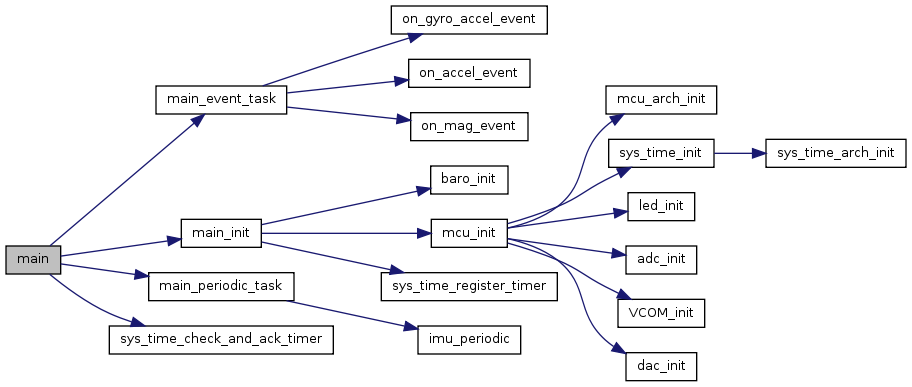 main
main_event_task
on_gyro_accel_event
on_accel_event
on_mag_event
main_init
baro_init
mcu_init
mcu_arch_init
sys_time_init
sys_time_arch_init
led_init
adc_init
VCOM_init
dac_init
sys_time_register_timer
main_periodic_task
imu_periodic
sys_time_check_and_ack_timer